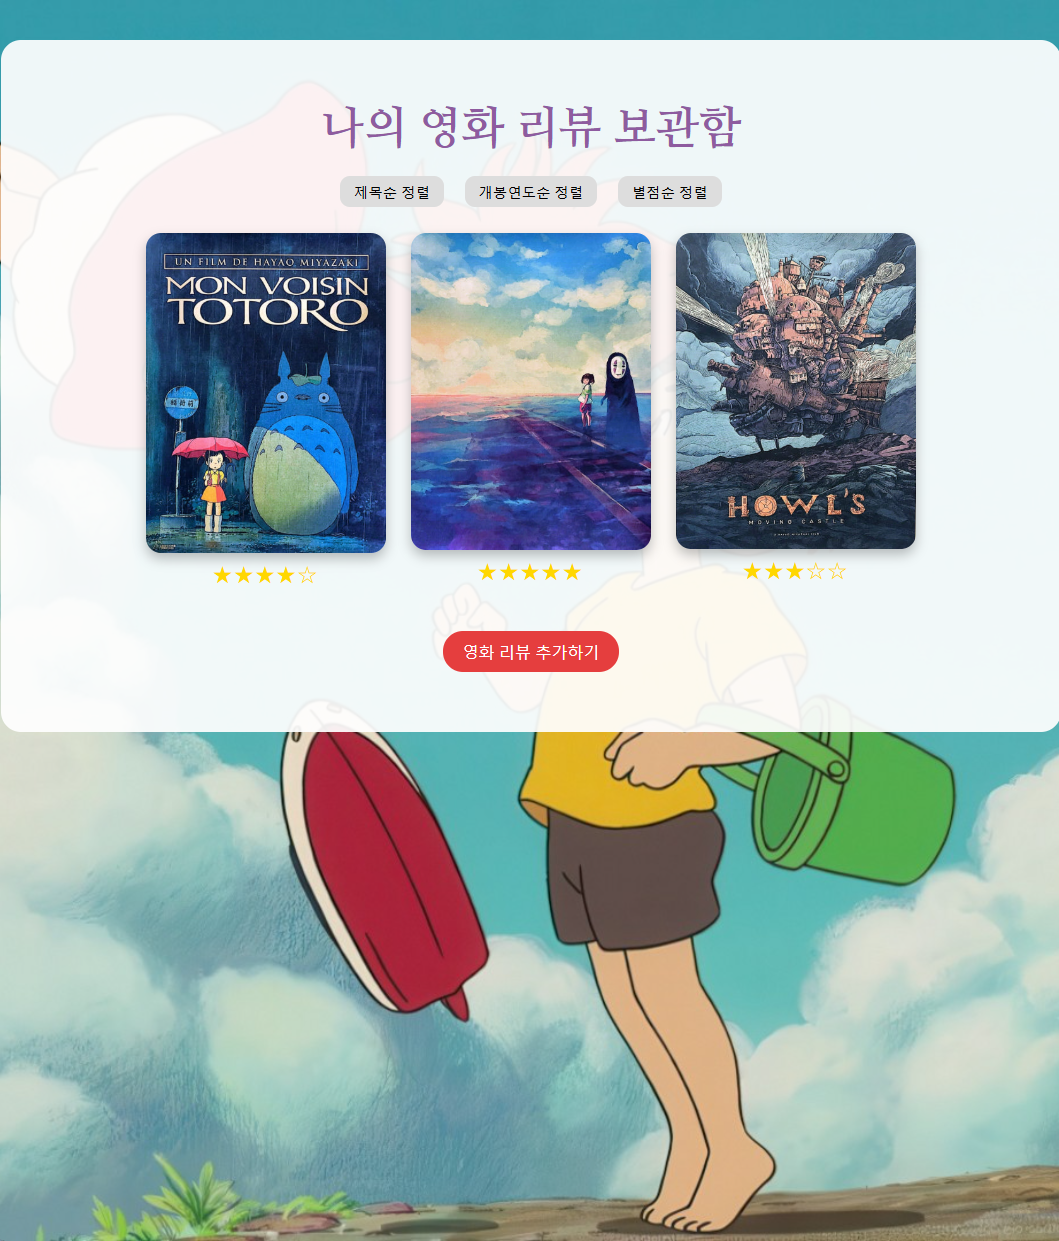 나의 영화 리뷰 보관함
제목순 정렬
개봉연도순 정렬
별점순 정렬
UN FILM DE HAYAO MIYAZAKI
MON VOISIN
TOTORO
HOWL'S
MOVING CASTLE
★★★★☆
★★★★★
★★★☆☆
영화 리뷰 추가하기